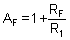 A_F = 1 + R_F / R_1